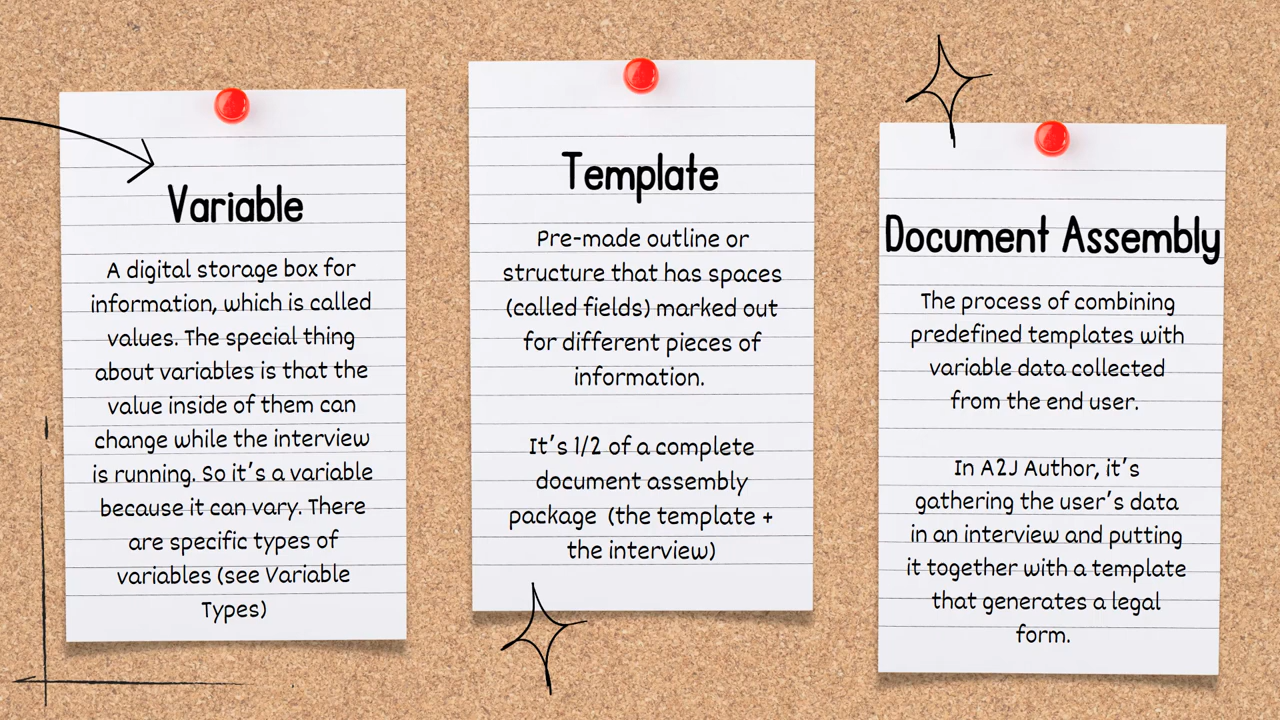 Variable
A digital storage box for
information, which is called
values. The special thing
about variables is that the
value inside of them can
change while the interview
is running. So it's a variable
because it can vary. There
are specific types of
variables (see Variable
Types)
Template
Pre-made outline or
structure that has spaces
(called fields) marked out
for different pieces of
information.
It's 1/2 of a complete
document assembly
package (the template +
the interview)
Document Assembly
The process of combining
predefined templates with
variable data collected
from the end user.
In A2J Author, it's
gathering the user's data
in an interview and putting
it together with a template
that generates a legal
form.